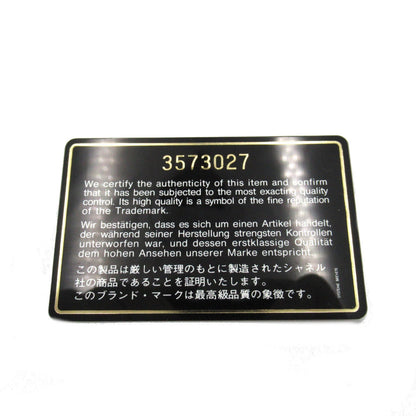 3573027
We certify the authenticity of this item and confirm
that it has been subjected to the most exacting quality
control. Its high quality is a symbol of the fine reputation
of the Trademark.
Wir bestätigen, dass es sich um einen Artikel handelt,
der während seiner Herstellung strengsten Kontrollen
unterworfen war, und dessen erstklassige Qualität
dem hohen Ansehen unserer Marke entspricht.
この製品は厳しい管理のもとに製造されたシャネル
社の商品であることを証明いたします。
このブランド・マークは最高級品質の象徴です。